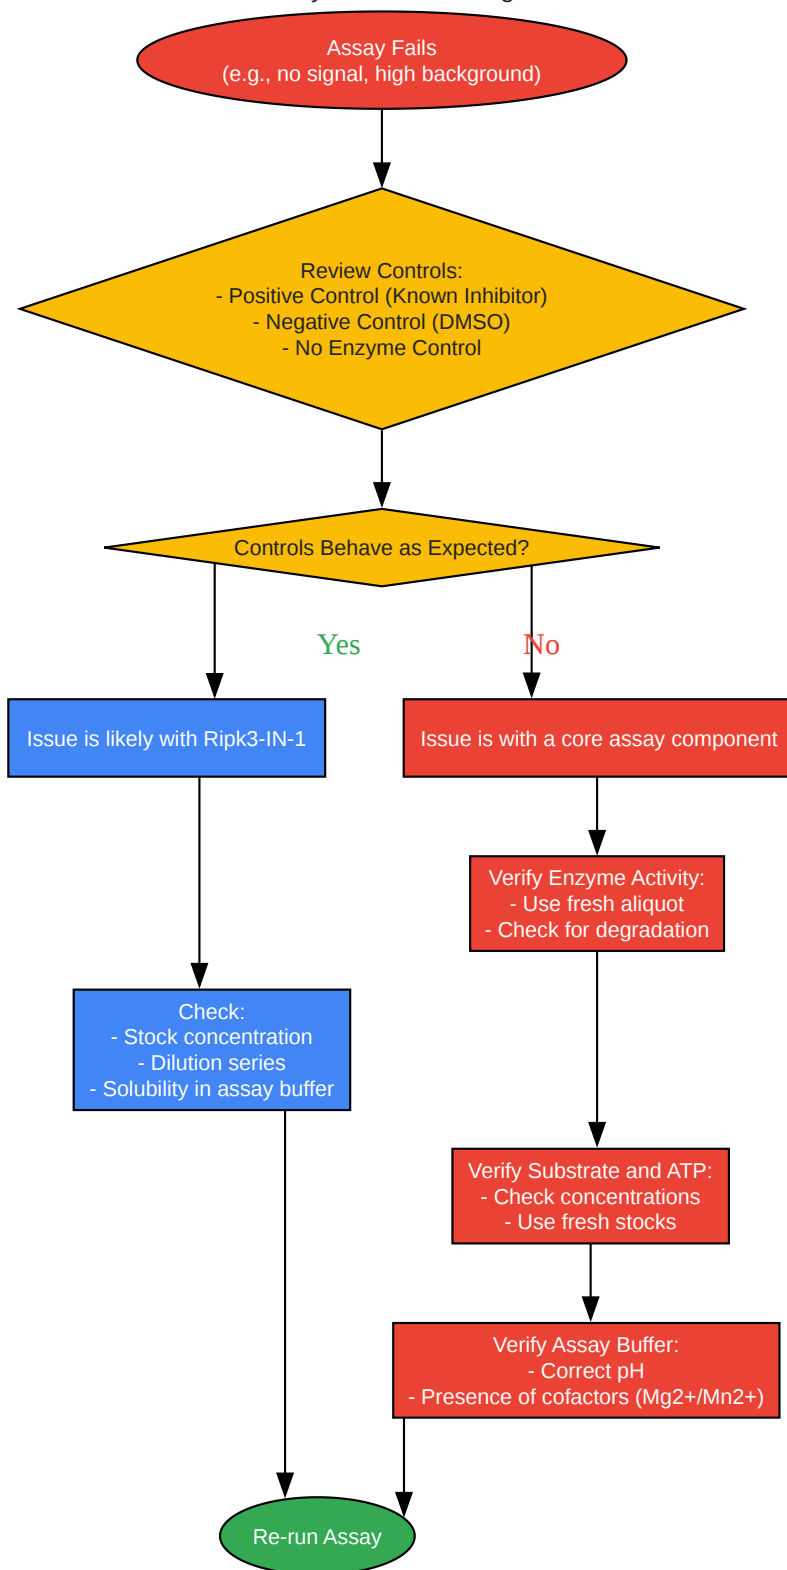 Assay Fails
(e.g., no signal, high background)
Review Controls:
- Positive Control (Known Inhibitor)
- Negative Control (DMSO)
- No Enzyme Control
Controls Behave as Expected?
Yes
No
Issue is likely with Ripk3-IN-1
Issue is with a core assay component
Verify Enzyme Activity:
- Use fresh aliquot
- Check for degradation
Check:
- Stock concentration
- Dilution series
- Solubility in assay buffer
Verify Substrate and ATP:
- Check concentrations
- Use fresh stocks
Verify Assay Buffer:
- Correct pH
- Presence of cofactors (Mg2+/Mn2+)
Re-run Assay